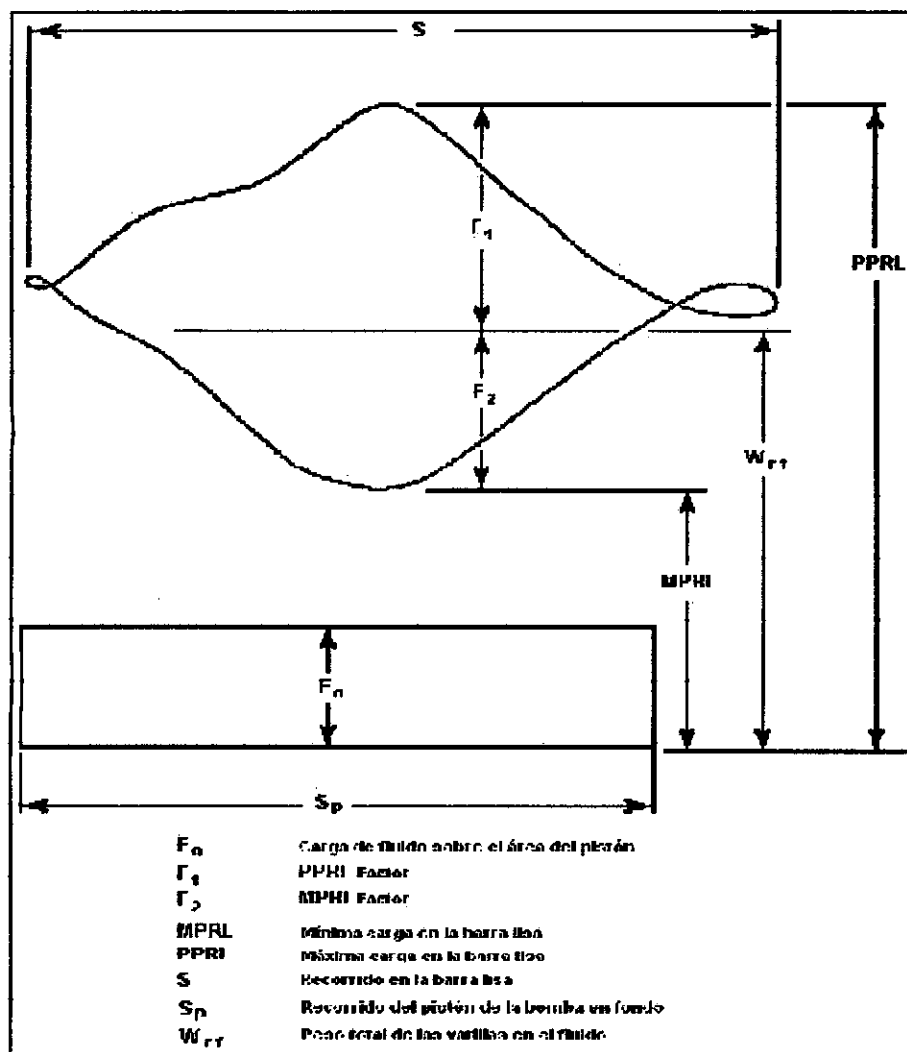 S
F₁
PPRL
F₂
Wrf
MPRL
Fo
Sp
Fo Carga de fluido sobre el área del pistón
F₁ PPRL Factor
F₂ MPRL Factor
MPRL Mínima carga en la barra lisa
PPRL Máxima carga en la barra lisa
S Recorrido en la barra lisa
Sp Recorrido del pistón de la bomba en fondo
Wrf Peso total de las varillas en el fluido